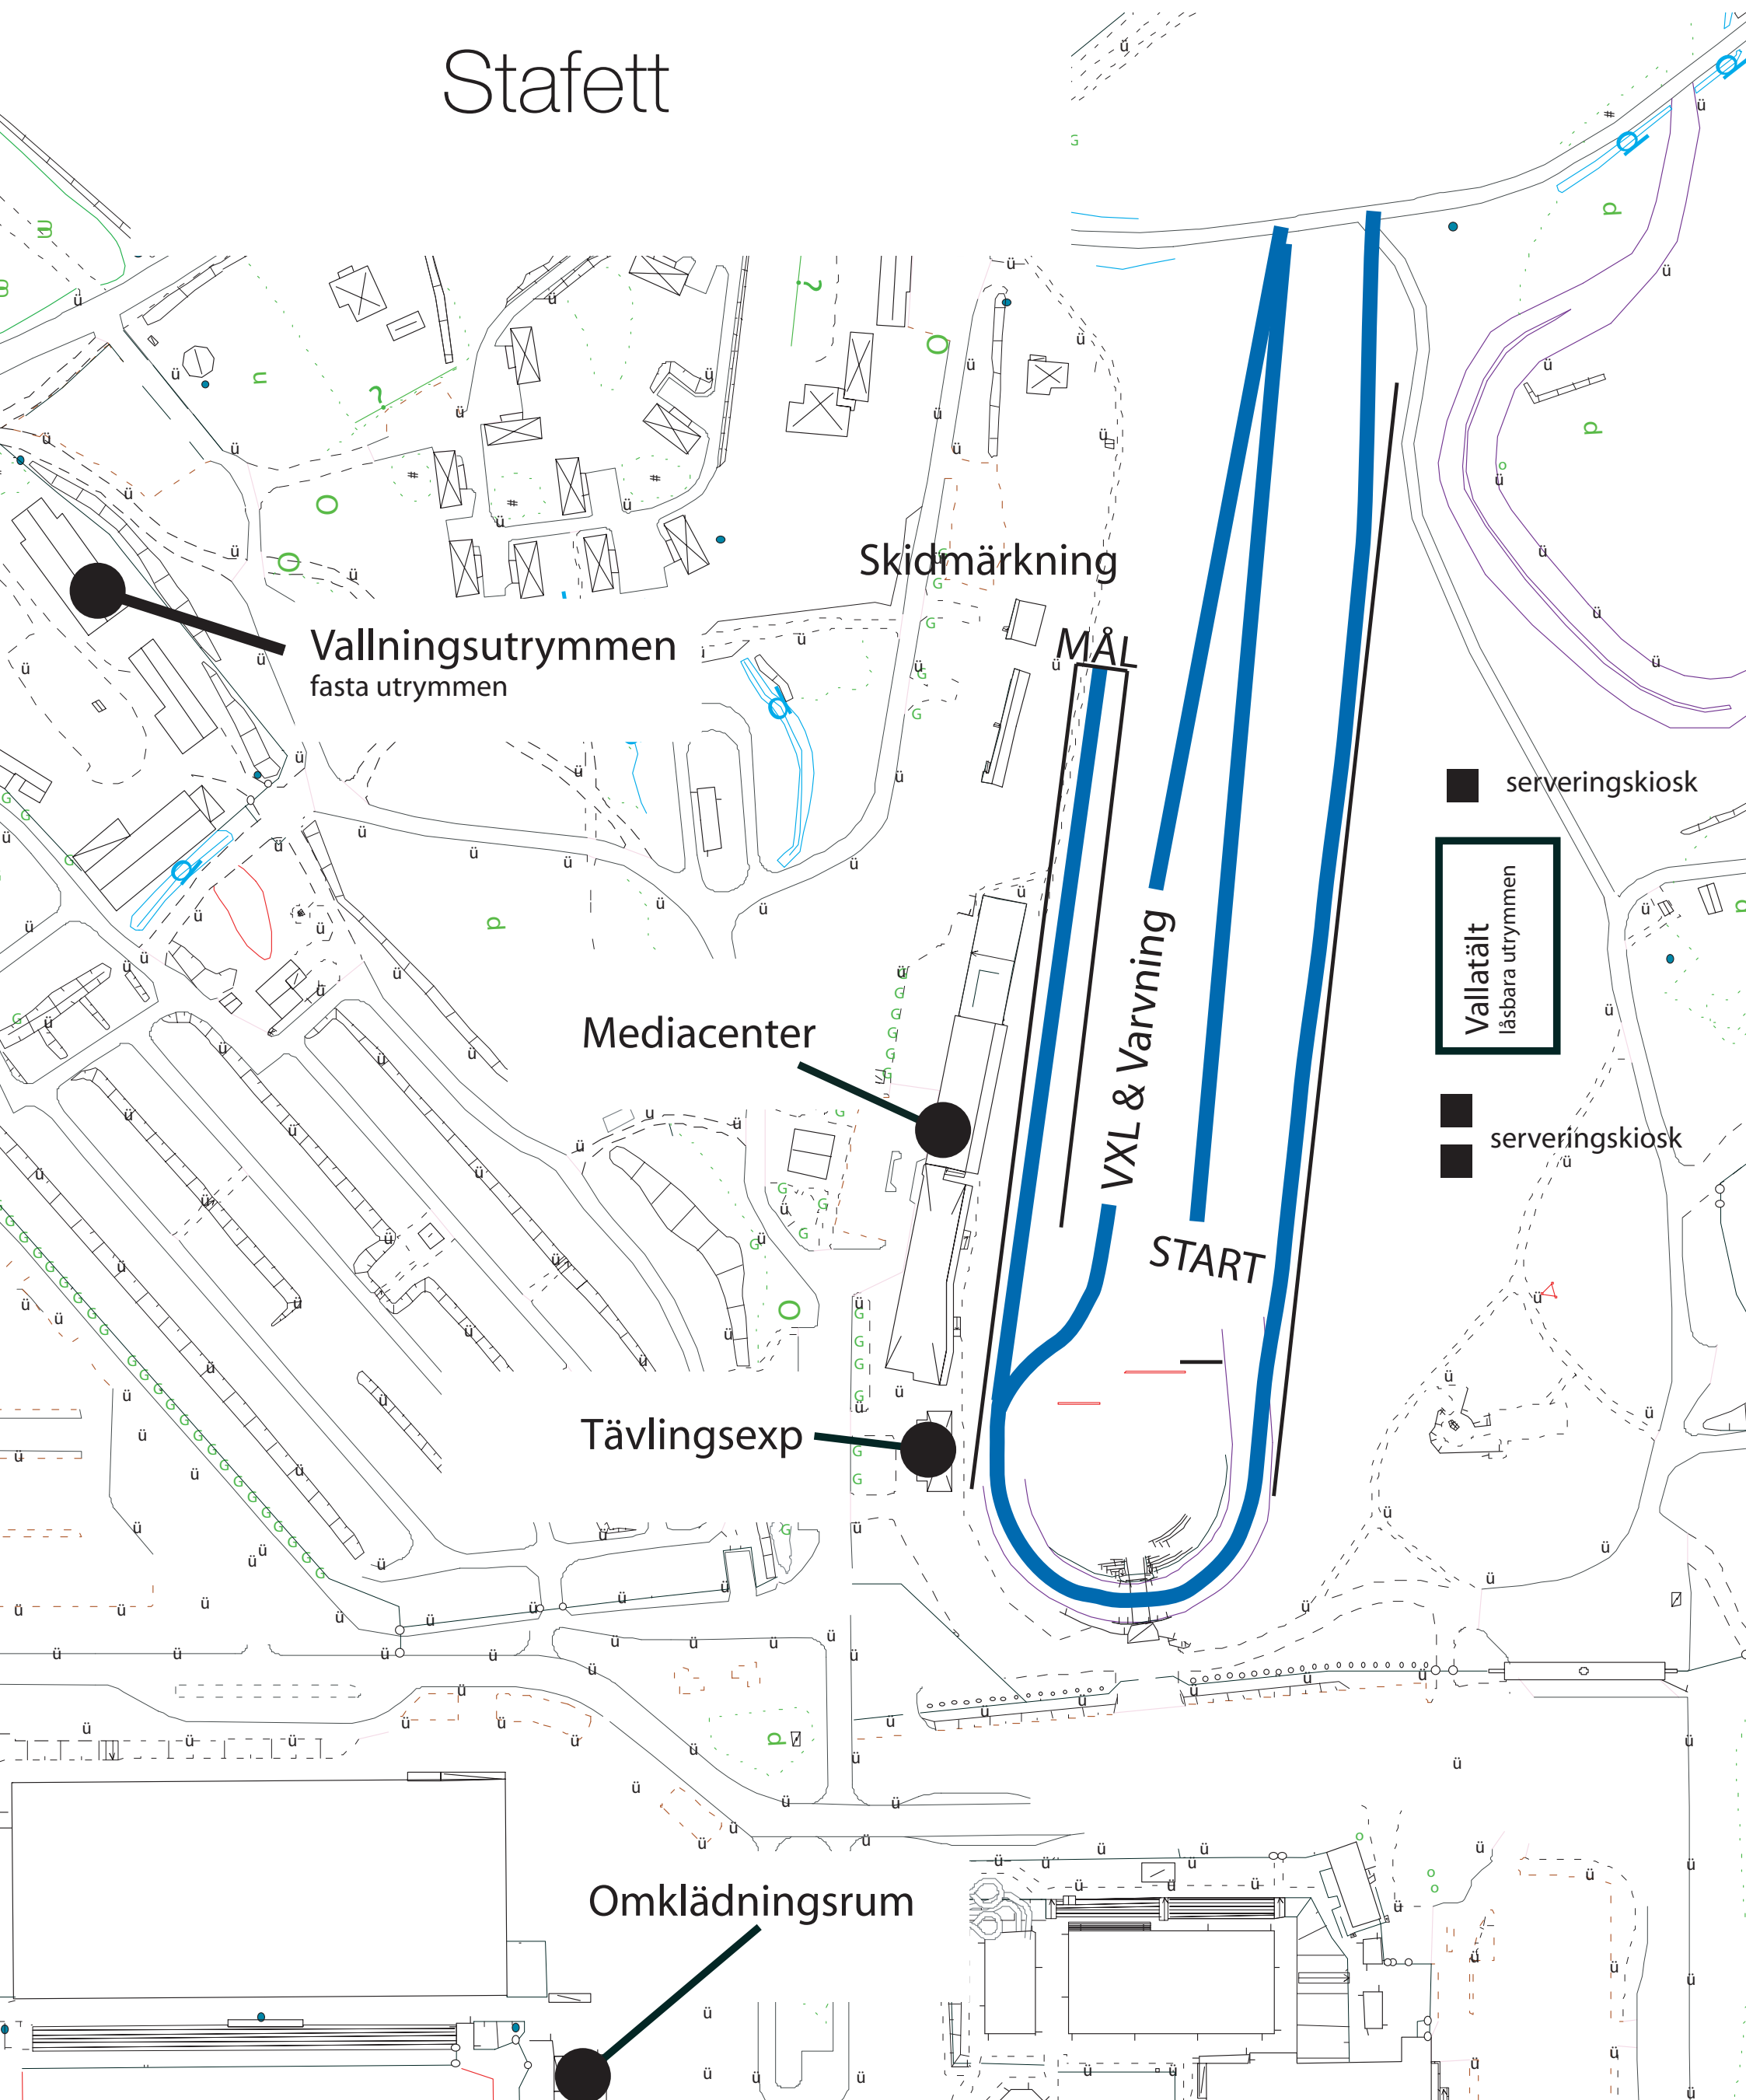 Stafett
Skidmärkning
MÅL
Vallningsutrymmen
fasta utrymmen
serveringskiosk
Vallatält
låsbara utrymmen
VXL & Varvning
Mediacenter
serveringskiosk
START
Tävlingsexp
Omklädningsrum